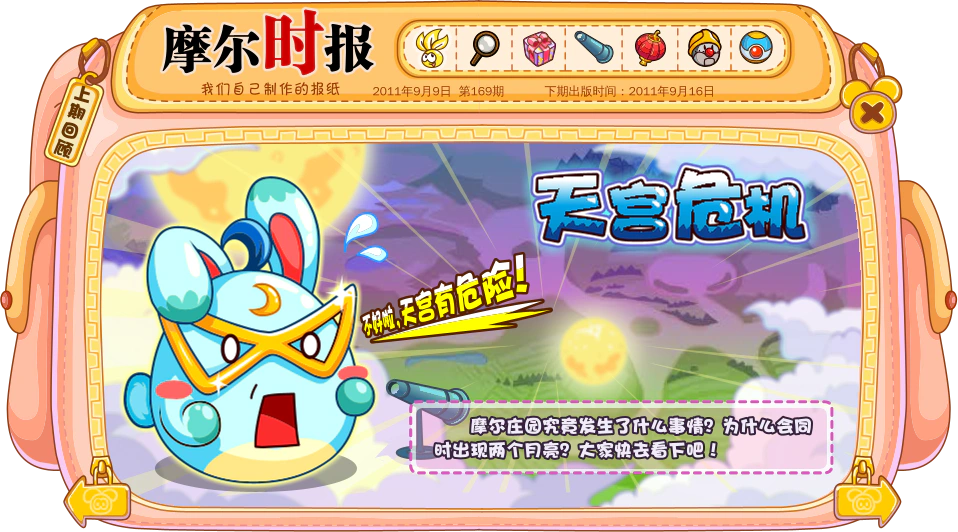 摩尔时报
我们自己制作的报纸
2011年9月9日 第169期
下期出版时间：2011年9月16日
上期回顾
天宫危机
不好啦，天宫有危险！
摩尔庄园究竟发生了什么事情？为什么会同
时出现两个月亮？大家快去看下吧！